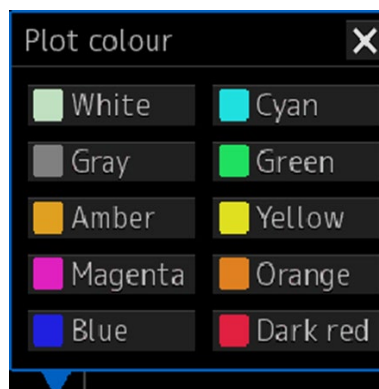 Plot colour
White Cyan
Gray Green
Amber Yellow
Magenta Orange
Blue Dark red